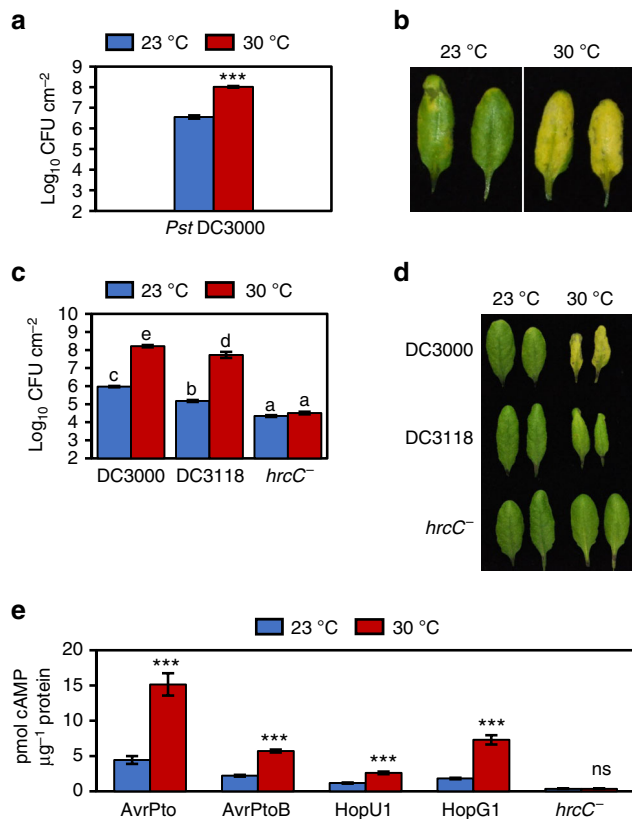 a
23 °C 30 °C
9
8
7
6
5
4
3
2
Log10 CFU cm−2
***
Pst DC3000
b
23 °C 30 °C
c
23 °C 30 °C
10
9
8
7
6
5
4
3
2
Log10 CFU cm−2
c e b d a a
DC3000 DC3118 hrcC−
d
23 °C 30 °C
DC3000
DC3118
hrcC−
e
23 °C 30 °C
20
15
10
5
0
pmol cAMP
μg−1 protein
*** *** *** *** ns
AvrPto AvrPtoB HopU1 HopG1 hrcC−